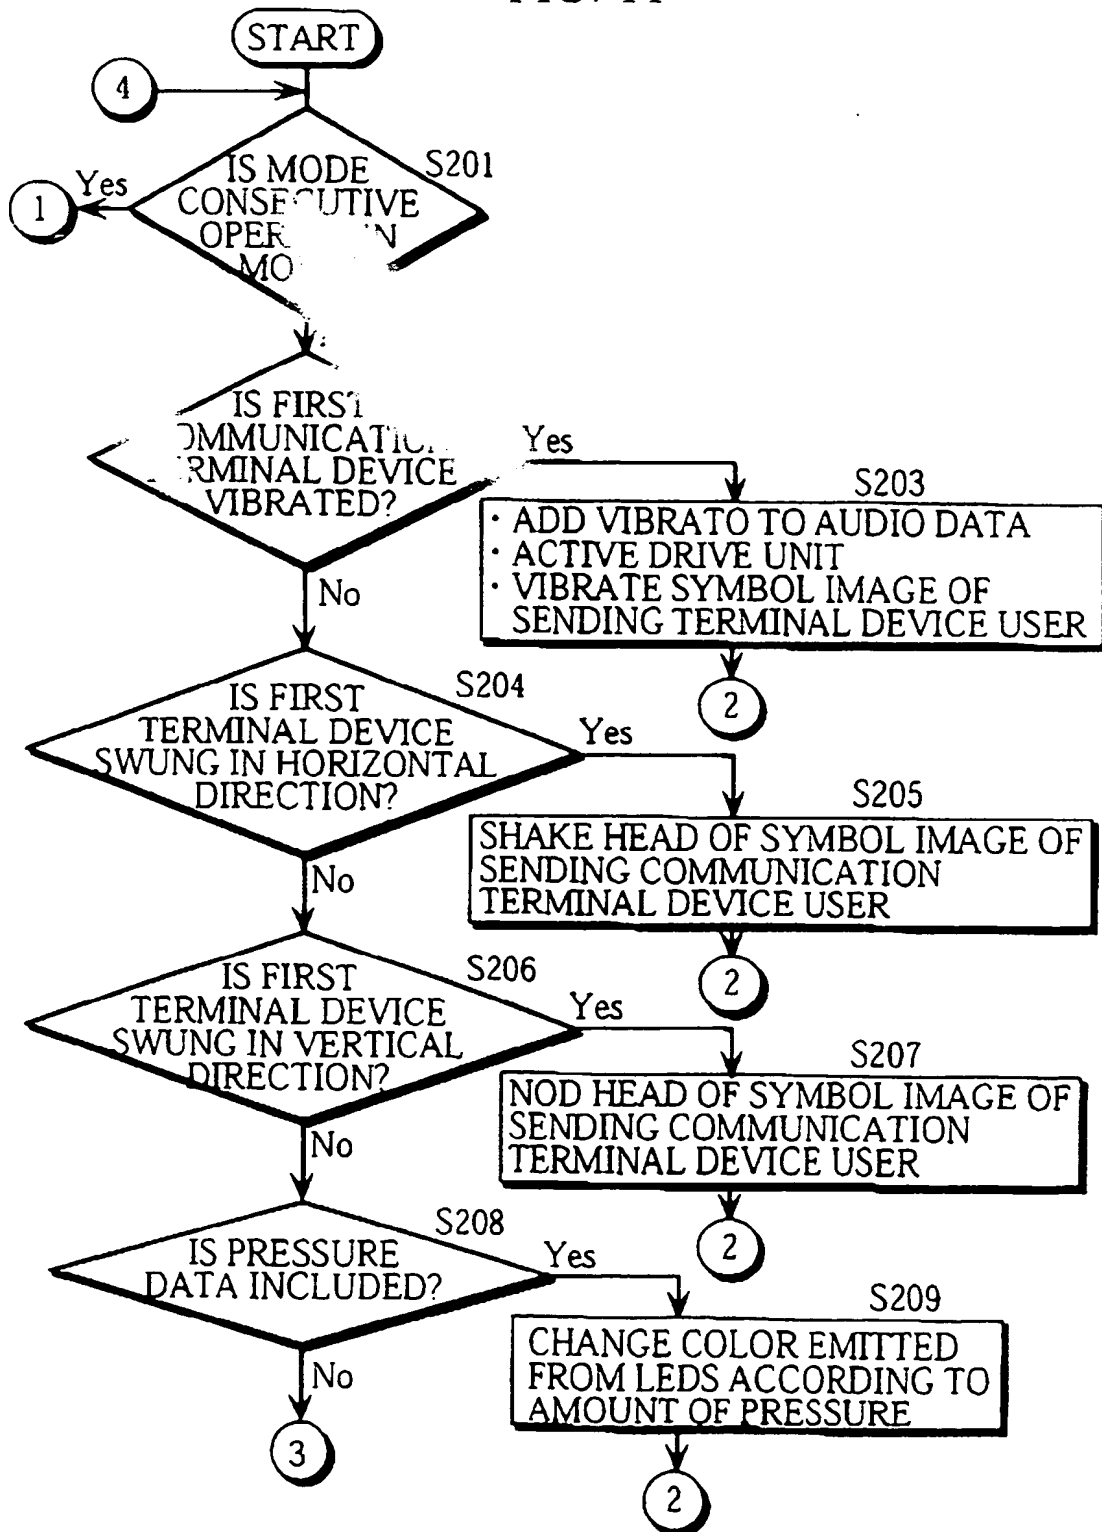 START
4
IS MODE
S201
Yes
1
CONSECUTIVE
IS FIRST
VIBRATED?
TERMINAL DEVICE
Yes
No
S203
· ADD VIBRATO TO AUDIO DATA
· ACTIVE DRIVE UNIT
· VIBRATE SYMBOL IMAGE OF
SENDING TERMINAL DEVICE USER
2
S204
IS FIRST
TERMINAL DEVICE
SWUNG IN HORIZONTAL
DIRECTION?
Yes
No
S205
SHAKE HEAD OF SYMBOL IMAGE OF
SENDING COMMUNICATION
TERMINAL DEVICE USER
2
S206
IS FIRST
TERMINAL DEVICE
SWUNG IN VERTICAL
DIRECTION?
Yes
No
S207
NOD HEAD OF SYMBOL IMAGE OF
SENDING COMMUNICATION
TERMINAL DEVICE USER
2
S208
IS PRESSURE
DATA INCLUDED?
Yes
No
3
S209
CHANGE COLOR EMITTED
FROM LEDS ACCORDING TO
AMOUNT OF PRESSURE
2